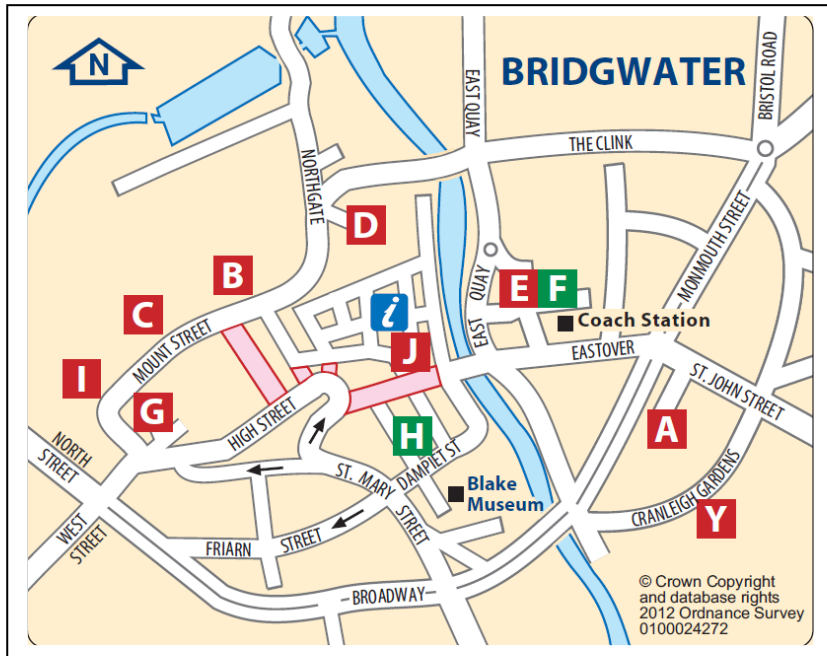 N
BRIDGWATER
BRISTOL ROAD
EAST QUAY
THE CLINK
NORTHGATE
MONMOUTH STREET
D
B
E
F
i
C
EAST QUAY
Coach Station
MOUNT STREET
J
EASTOVER
I
ST. JOHN STREET
G
HIGH STREET
A
H
NORTH
STREET
ST. MARY
STREET
DAMPIET ST
Blake
Museum
CRANLEIGH GARDENS
Y
WEST
STREET
FRIARN
STREET
BROADWAY
© Crown Copyright
and database rights
2012 Ordnance Survey
0100024272